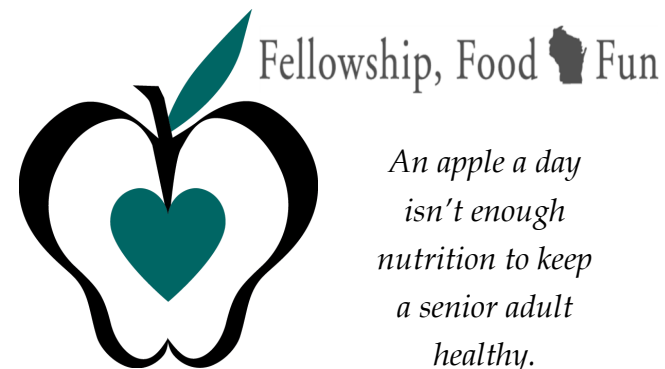 Fellowship, Food Fun
An apple a day
isn't enough
nutrition to keep
a senior adult
healthy.